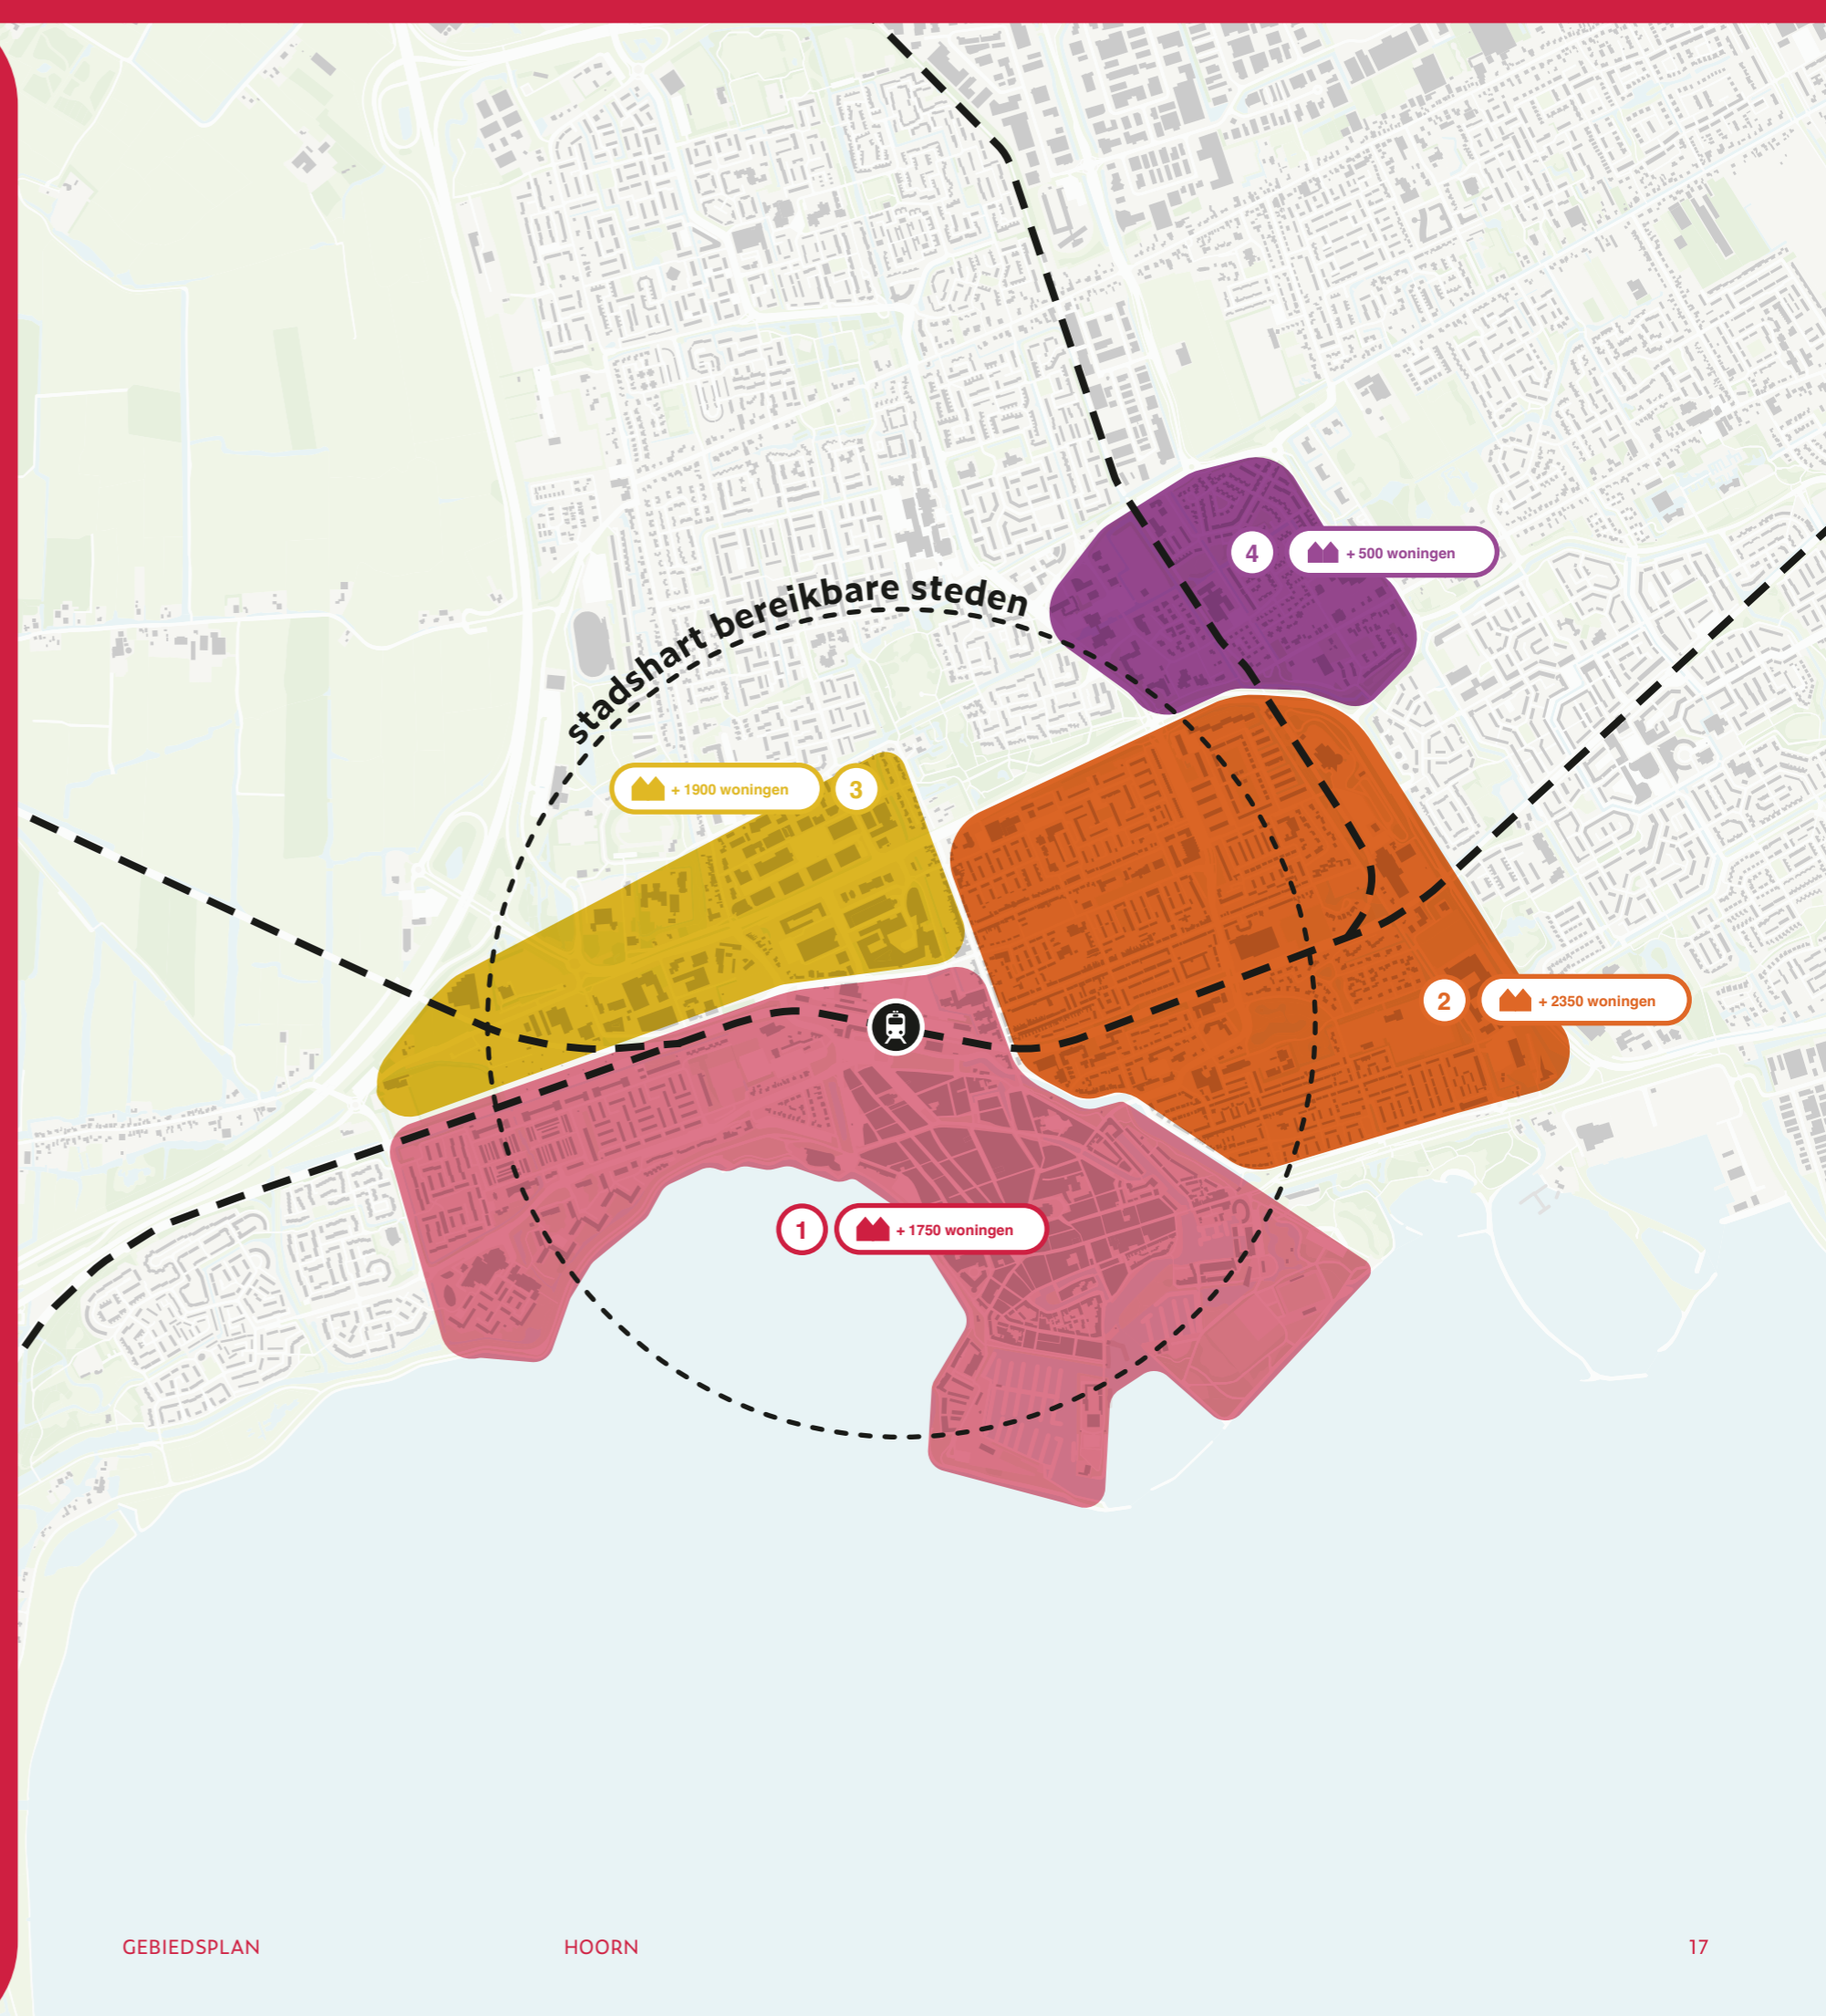 4
+ 500 woningen
stadshart bereikbare steden
+ 1900 woningen
3
2
+ 2350 woningen
1
+ 1750 woningen
GEBIEDSPLAN
HOORN
17